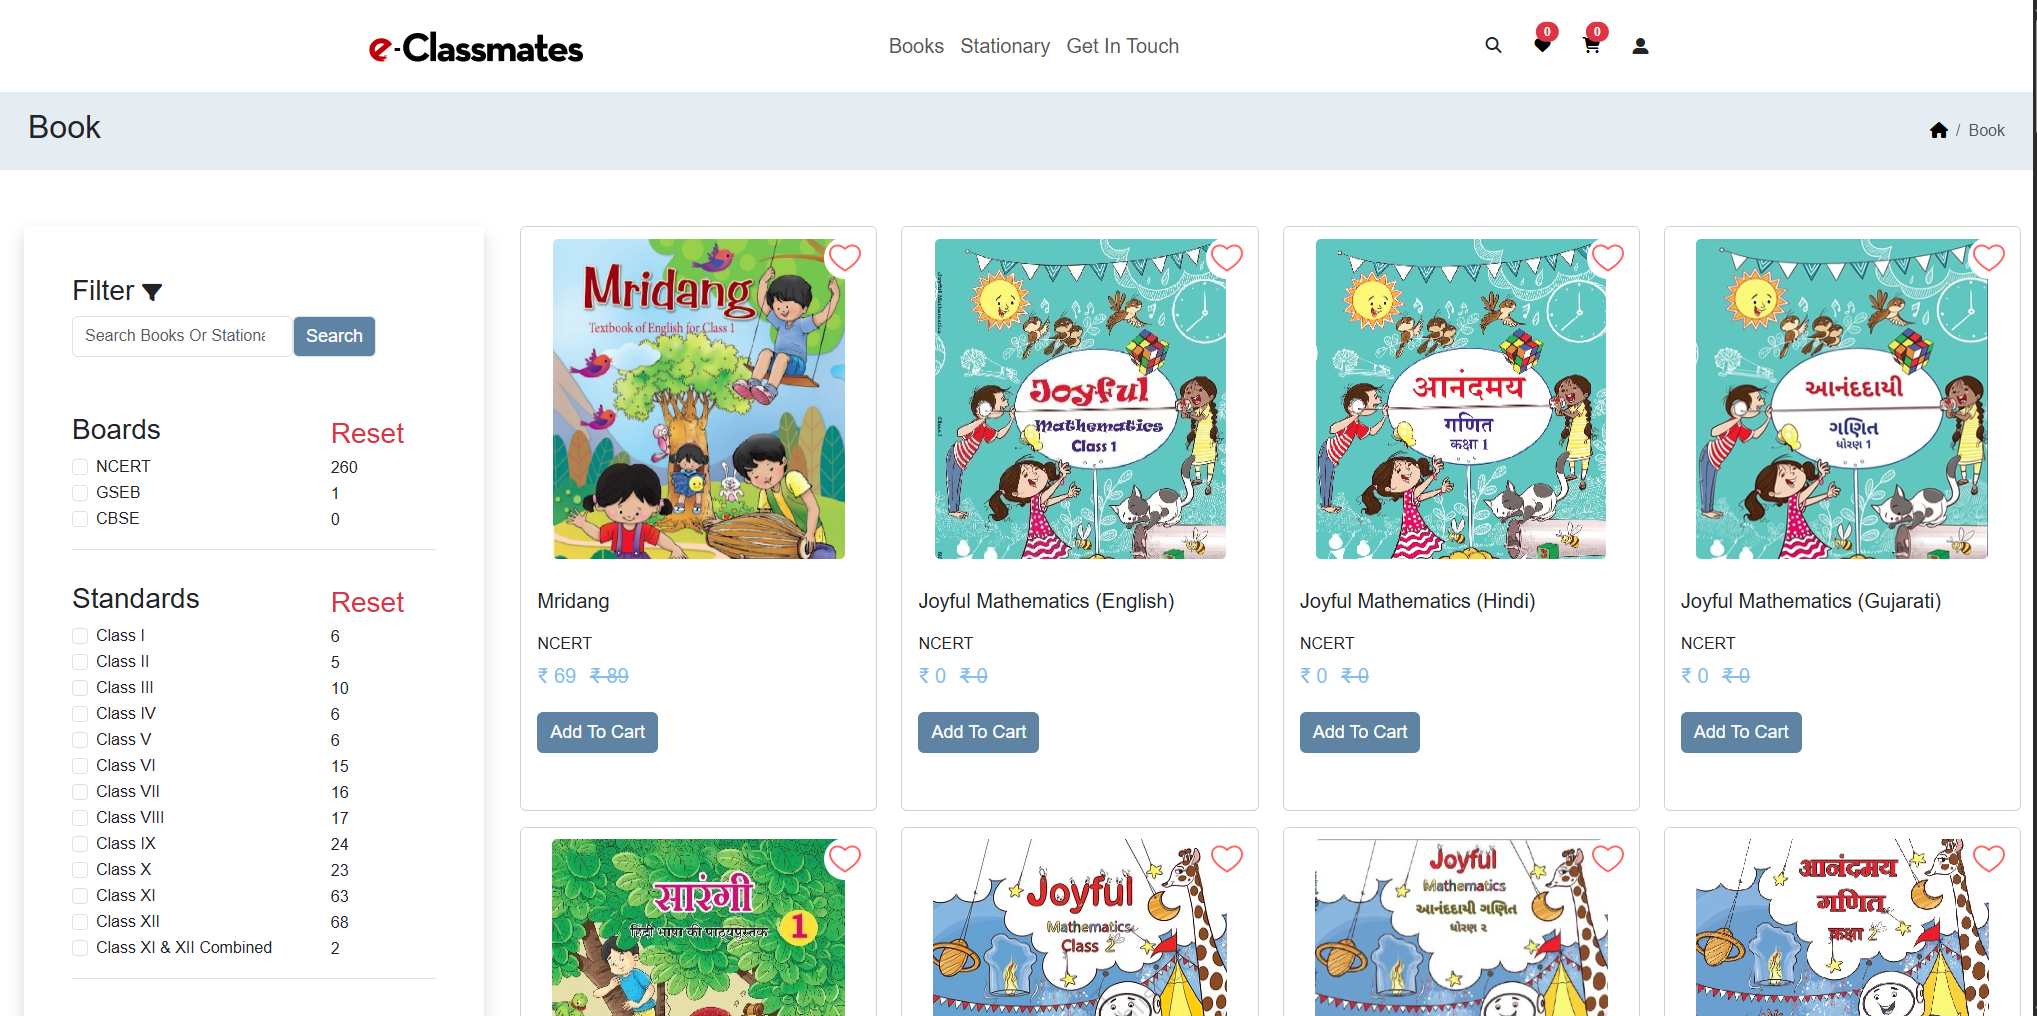 e-Classmates
Books Stationary Get In Touch
0 0
Book
/ Book
Filter
Search Books Or Stationa
Search
Boards Reset
NCERT 260
GSEB 1
CBSE 0
Standards Reset
Class I 6
Class II 5
Class III 10
Class IV 6
Class V 6
Class VI 15
Class VII 16
Class VIII 17
Class IX 24
Class X 23
Class XI 63
Class XII 68
Class XI & XII Combined 2
Mridang
Textbook of English for Class 1
Mridang
NCERT
₹ 69 ₹ 89
Add To Cart
Joyful
Mathematics
Class 1
Joyful Mathematics (English)
NCERT
₹ 0 ₹ 0
Add To Cart
आनंदमय
गणित
कक्षा 1
Joyful Mathematics (Hindi)
NCERT
₹ 0 ₹ 0
Add To Cart
આનંદદાયી
ગણિત
ધોરણ 1
Joyful Mathematics (Gujarati)
NCERT
₹ 0 ₹ 0
Add To Cart
सारंगी
हिंदी भाषा की पाठ्यपुस्तक
1
Joyful
Mathematics
Class 2
Joyful
Mathematics
આનંદદાયી ગણિત
ધોરણ ૨
आनंदमय
गणित
कक्षा 2